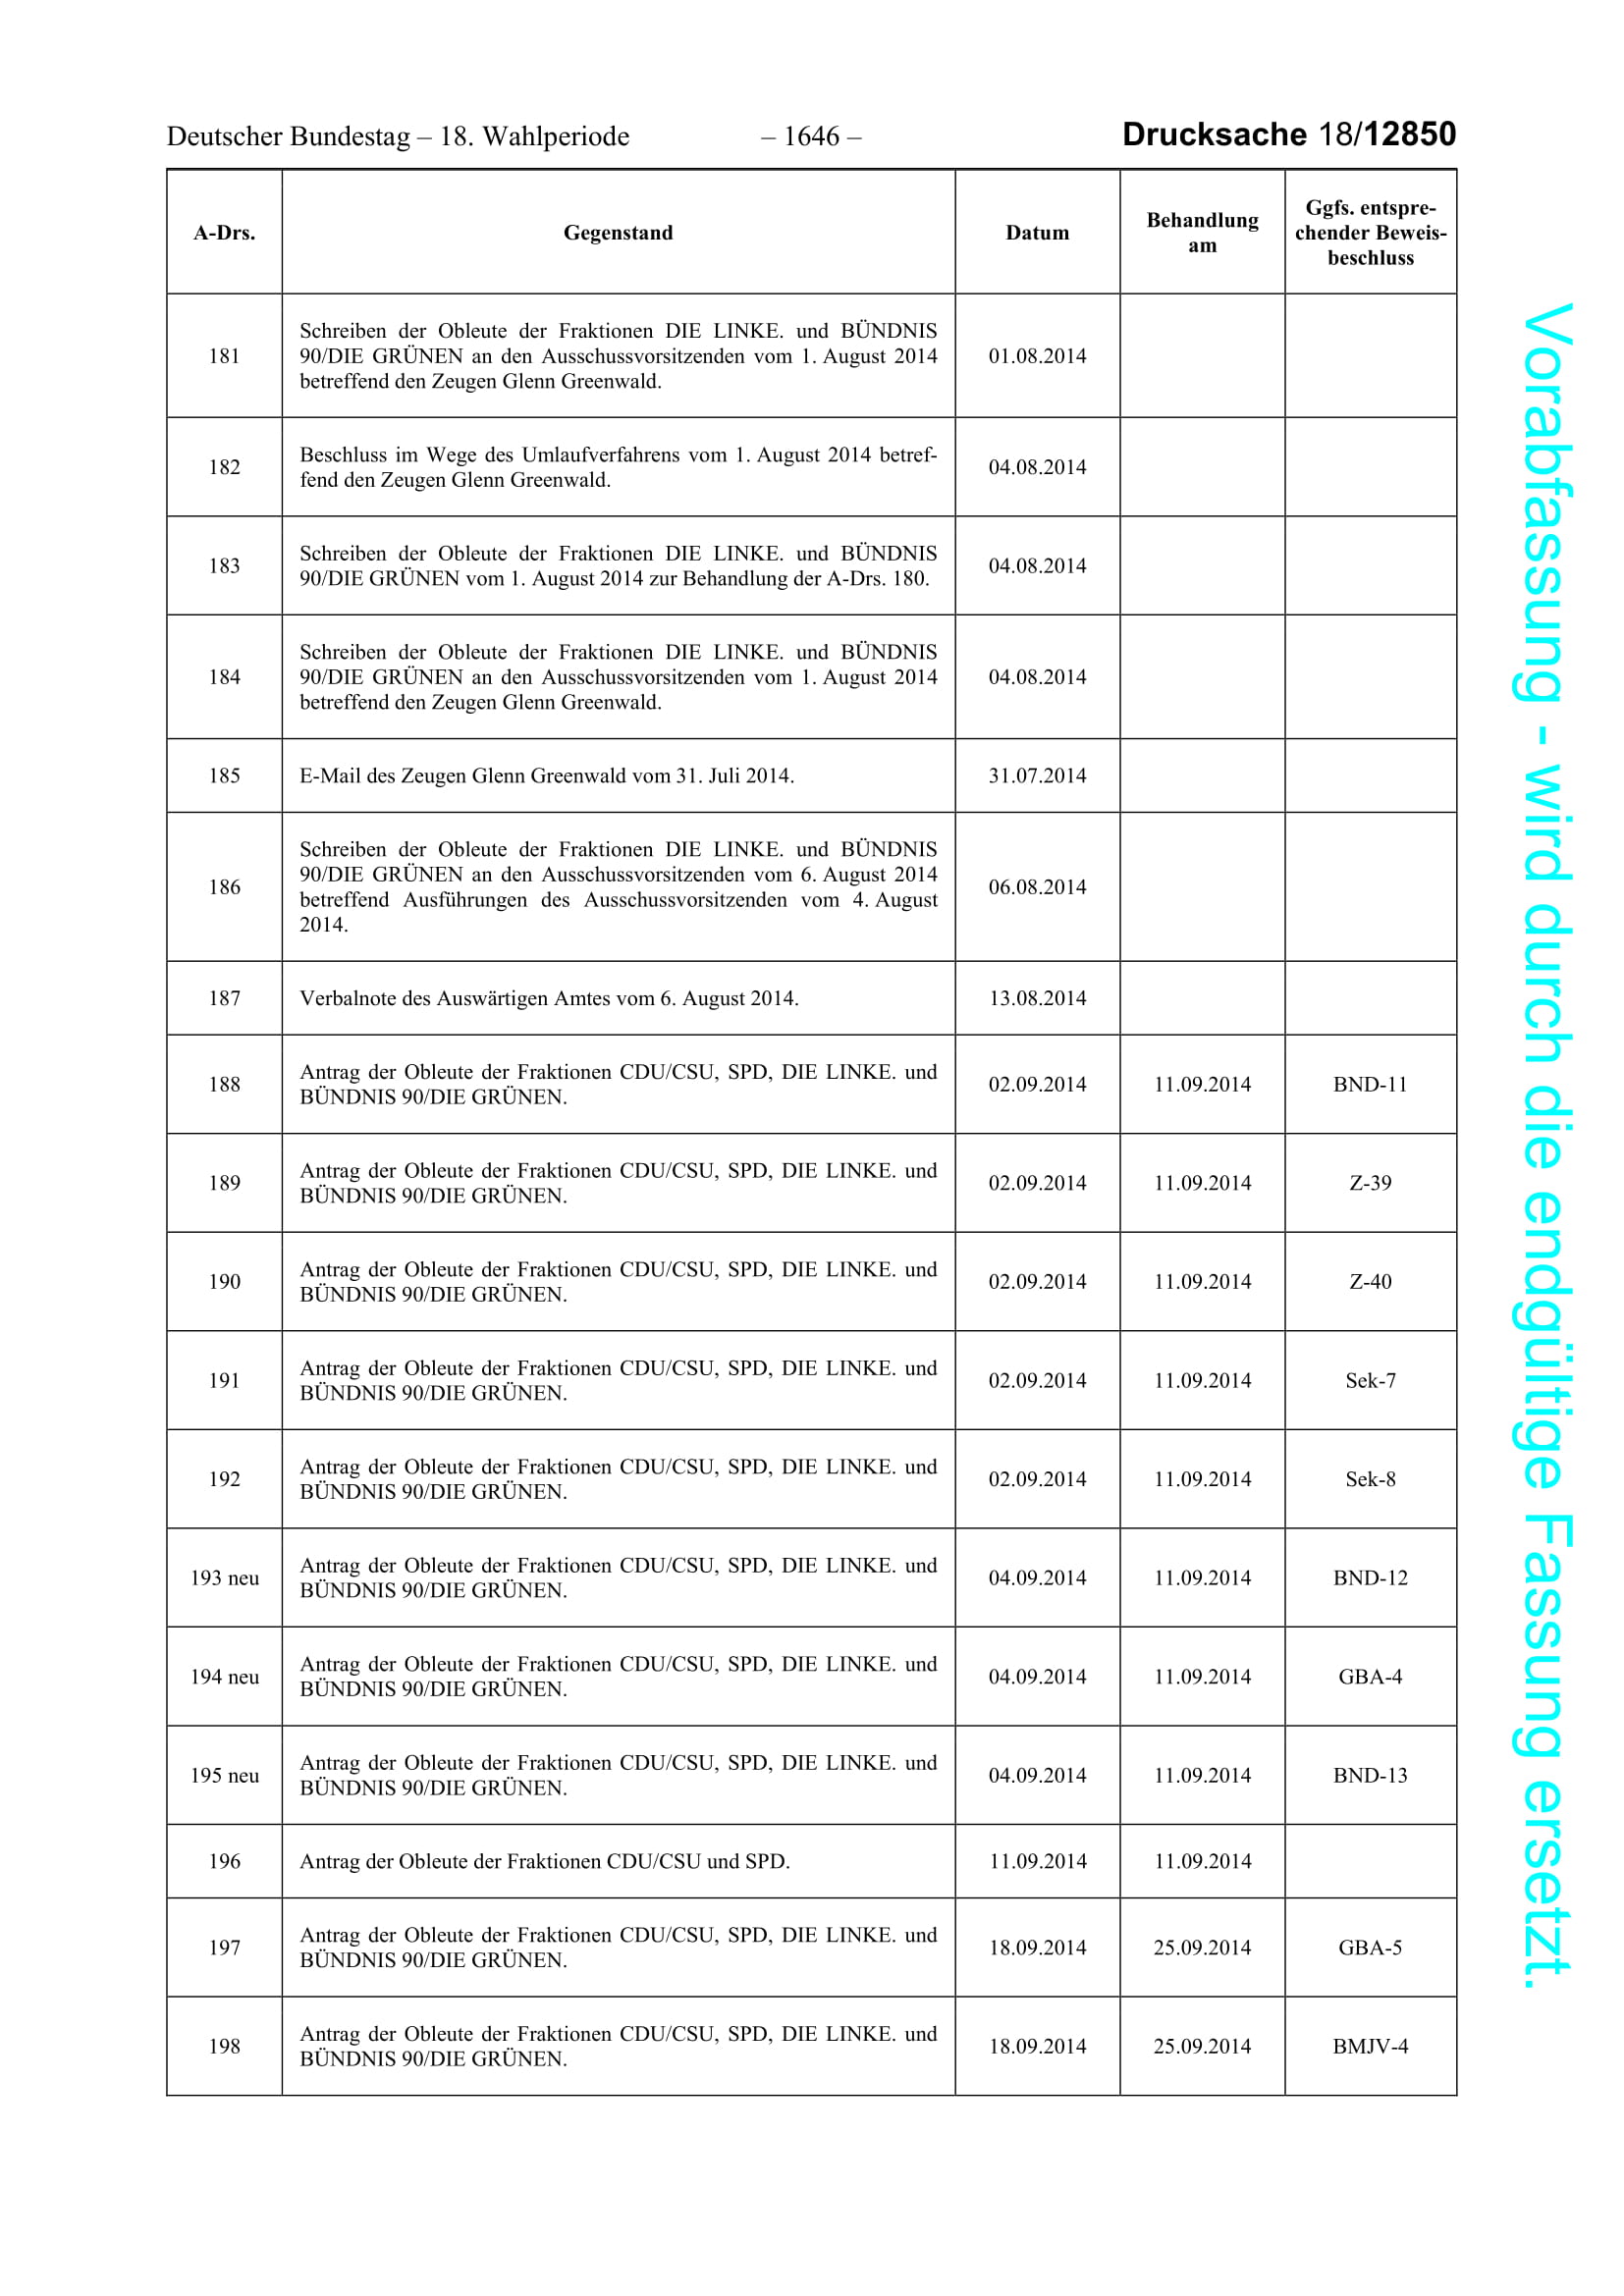 Deutscher Bundestag – 18. Wahlperiode – 1646 – Drucksache 18/12850
A-Drs. Gegenstand Datum Behandlung am Ggfs. entspre-
chender Beweis-
beschluss
181 Schreiben der Obleute der Fraktionen DIE LINKE. und BÜNDNIS
90/DIE GRÜNEN an den Ausschussvorsitzenden vom 1. August 2014
betreffend den Zeugen Glenn Greenwald. 01.08.2014
182 Beschluss im Wege des Umlaufverfahrens vom 1. August 2014 betref-
fend den Zeugen Glenn Greenwald. 04.08.2014
183 Schreiben der Obleute der Fraktionen DIE LINKE. und BÜNDNIS
90/DIE GRÜNEN vom 1. August 2014 zur Behandlung der A-Drs. 180. 04.08.2014
184 Schreiben der Obleute der Fraktionen DIE LINKE. und BÜNDNIS
90/DIE GRÜNEN an den Ausschussvorsitzenden vom 1. August 2014
betreffend den Zeugen Glenn Greenwald. 04.08.2014
185 E-Mail des Zeugen Glenn Greenwald vom 31. Juli 2014. 31.07.2014
186 Schreiben der Obleute der Fraktionen DIE LINKE. und BÜNDNIS
90/DIE GRÜNEN an den Ausschussvorsitzenden vom 6. August 2014
betreffend Ausführungen des Ausschussvorsitzenden vom 4. August
2014. 06.08.2014
187 Verbalnote des Auswärtigen Amtes vom 6. August 2014. 13.08.2014
188 Antrag der Obleute der Fraktionen CDU/CSU, SPD, DIE LINKE. und
BÜNDNIS 90/DIE GRÜNEN. 02.09.2014 11.09.2014 BND-11
189 Antrag der Obleute der Fraktionen CDU/CSU, SPD, DIE LINKE. und
BÜNDNIS 90/DIE GRÜNEN. 02.09.2014 11.09.2014 Z-39
190 Antrag der Obleute der Fraktionen CDU/CSU, SPD, DIE LINKE. und
BÜNDNIS 90/DIE GRÜNEN. 02.09.2014 11.09.2014 Z-40
191 Antrag der Obleute der Fraktionen CDU/CSU, SPD, DIE LINKE. und
BÜNDNIS 90/DIE GRÜNEN. 02.09.2014 11.09.2014 Sek-7
192 Antrag der Obleute der Fraktionen CDU/CSU, SPD, DIE LINKE. und
BÜNDNIS 90/DIE GRÜNEN. 02.09.2014 11.09.2014 Sek-8
193 neu Antrag der Obleute der Fraktionen CDU/CSU, SPD, DIE LINKE. und
BÜNDNIS 90/DIE GRÜNEN. 04.09.2014 11.09.2014 BND-12
194 neu Antrag der Obleute der Fraktionen CDU/CSU, SPD, DIE LINKE. und
BÜNDNIS 90/DIE GRÜNEN. 04.09.2014 11.09.2014 GBA-4
195 neu Antrag der Obleute der Fraktionen CDU/CSU, SPD, DIE LINKE. und
BÜNDNIS 90/DIE GRÜNEN. 04.09.2014 11.09.2014 BND-13
196 Antrag der Obleute der Fraktionen CDU/CSU und SPD. 11.09.2014 11.09.2014
197 Antrag der Obleute der Fraktionen CDU/CSU, SPD, DIE LINKE. und
BÜNDNIS 90/DIE GRÜNEN. 18.09.2014 25.09.2014 GBA-5
198 Antrag der Obleute der Fraktionen CDU/CSU, SPD, DIE LINKE. und
BÜNDNIS 90/DIE GRÜNEN. 18.09.2014 25.09.2014 BMJV-4
Vorabfassung - wird durch die endgültige Fassung ersetzt.